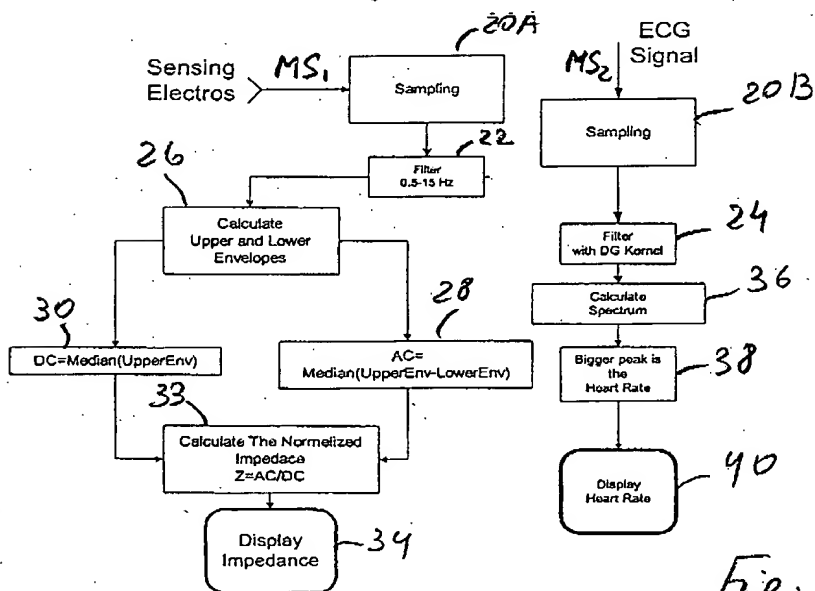 20A
Sensing
Electros
MS₁
Sampling
ECG
Signal
MS₂
20B
Sampling
22
Filter
0.5-15 Hz
26
Calculate
Upper and Lower
Envelopes
24
Filter
with DG Kernel
36
Calculate
Spectrum
30
DC=Median(UpperEnv)
28
AC=
Median(UpperEnv-LowerEnv)
Bigger peak is
the
Heart Rate
38
33
Calculate The Normelized
Impedace
Z=AC/DC
Display
Heart Rate
40
Display
Impedance
34
Fig.